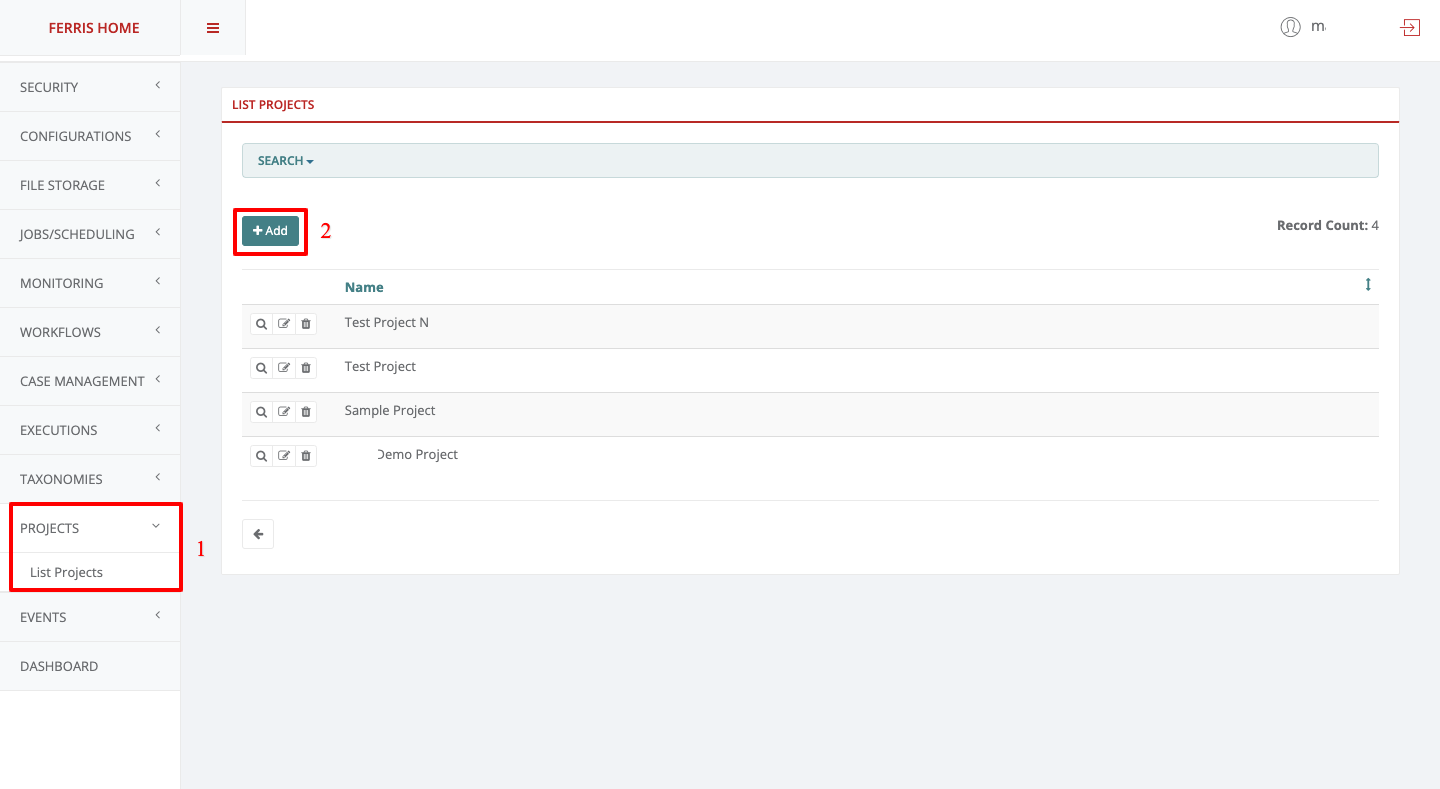 FERRIS HOME
SECURITY
CONFIGURATIONS
FILE STORAGE
JOBS/SCHEDULING
MONITORING
WORKFLOWS
CASE MANAGEMENT
EXECUTIONS
TAXONOMIES
PROJECTS
List Projects
1
EVENTS
DASHBOARD
LIST PROJECTS
SEARCH
Add
2
Record Count: 4
Name
Test Project N
Test Project
Sample Project
Demo Project